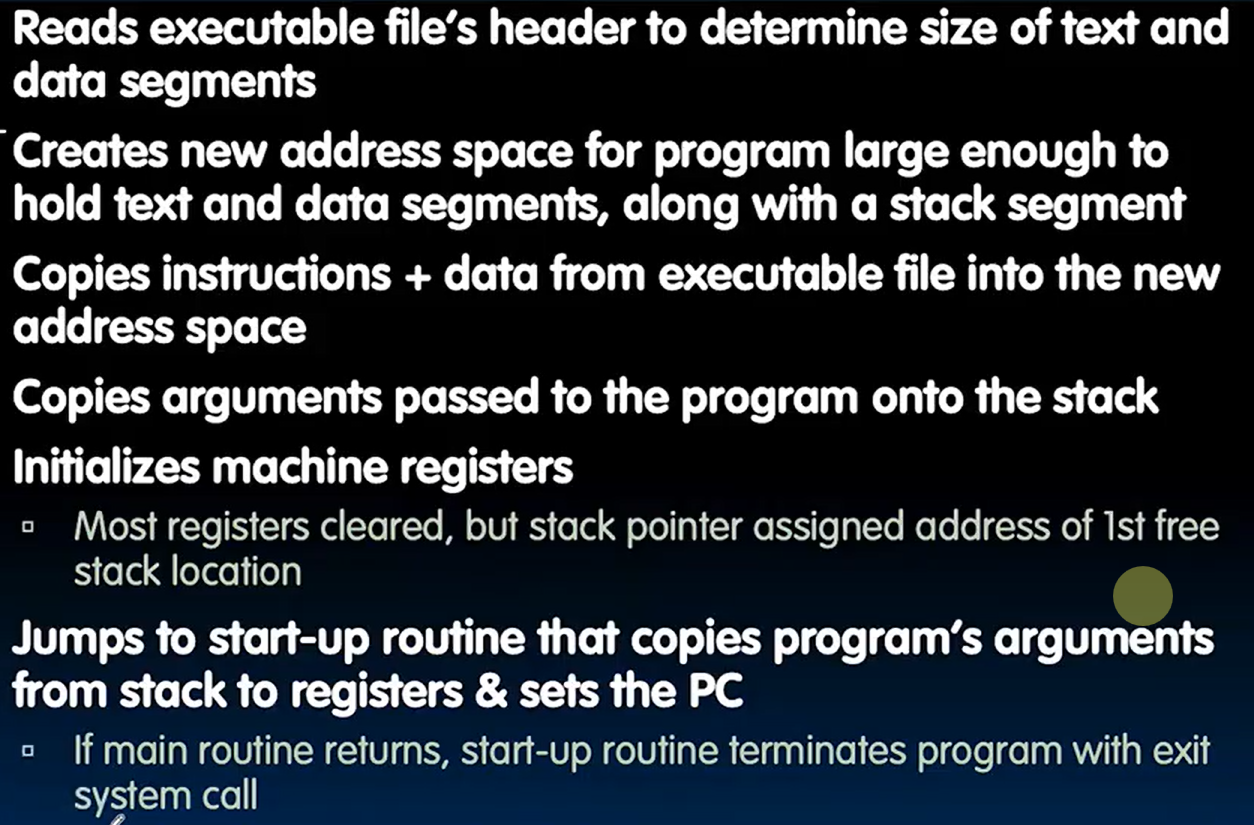 Reads executable file's header to determine size of text and
data segments
Creates new address space for program large enough to
hold text and data segments, along with a stack segment
Copies instructions + data from executable file into the new
address space
Copies arguments passed to the program onto the stack
Initializes machine registers
▫ Most registers cleared, but stack pointer assigned address of 1st free
stack location
Jumps to start-up routine that copies program's arguments
from stack to registers & sets the PC
▫ If main routine returns, start-up routine terminates program with exit
system call